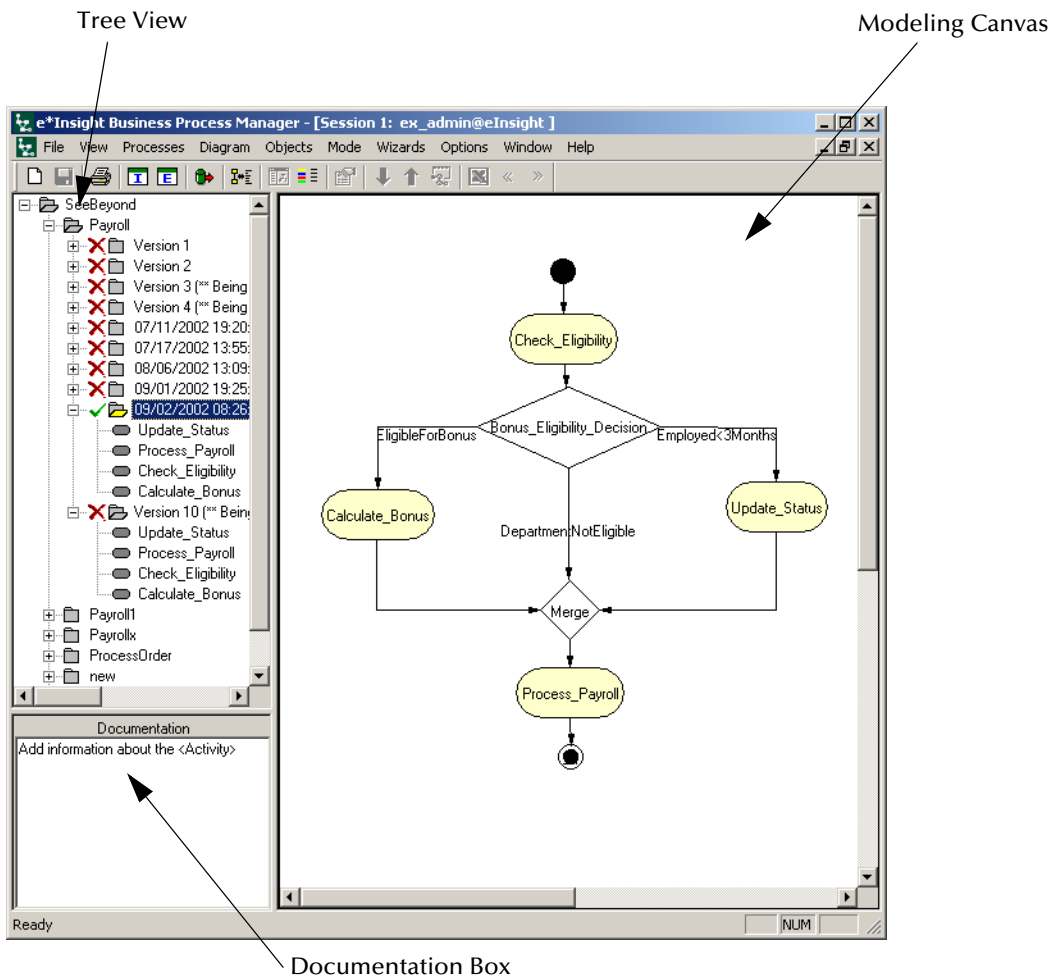 Tree View
Modeling Canvas
e*Insight Business Process Manager - [Session 1: ex_admin@eInsight ]
File View Processes Diagram Objects Mode Wizards Options Window Help
I E
SeeBeyond
Payroll
Version 1
Version 2
Version 3 (** Being
Version 4 (** Being
07/11/2002 19:20:
07/17/2002 13:55:
08/06/2002 13:09:
09/01/2002 19:25:
09/02/2002 08:26:
Update_Status
Process_Payroll
Check_Eligibility
Calculate_Bonus
Version 10 (** Being
Update_Status
Process_Payroll
Check_Eligibility
Calculate_Bonus
Payroll1
Payrollx
ProcessOrder
new
Check_Eligibility
Bonus_Eligibility_Decision
EligibleForBonus
Employed<3Months
Calculate_Bonus
Update_Status
DepartmentNotEligible
Merge
Process_Payroll
Documentation
Add information about the <Activity>
Ready
NUM
Documentation Box